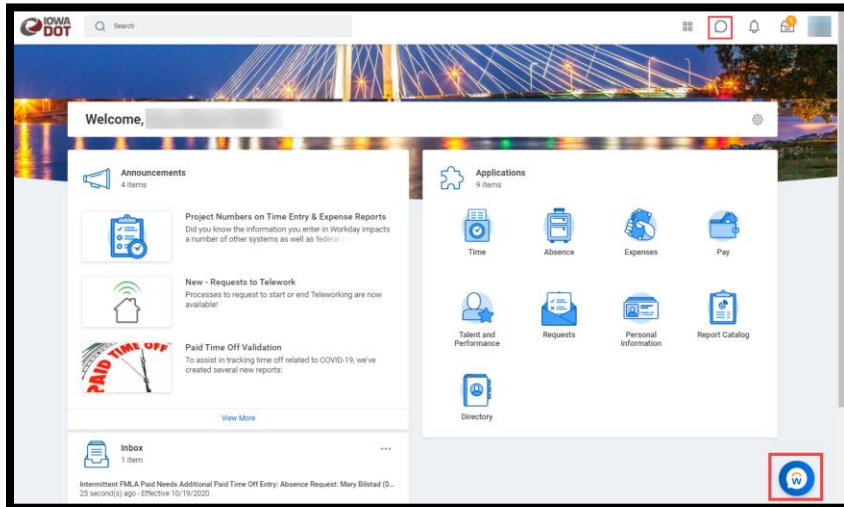 IOWA
DOT
Search
1
Welcome,
Announcements
4 items
Project Numbers on Time Entry & Expense Reports
Did you know the information you enter in Workday impacts
a number of other systems as well as federal
New - Requests to Telework
Processes to request to start or end Teleworking are now
available!
PAID TIME OFF
Paid Time Off Validation
To assist in tracking time off related to COVID-19, we've
created several new reports:
View More
Inbox
1 item
Intermittent FMLA Paid Needs Additional Paid Time Off Entry: Absence Request: Mary Bilstad (0...
25 second(s) ago - Effective 10/19/2020
Applications
9 items
Time
Absence
Expenses
Pay
Talent and
Performance
Requests
Personal
Information
Report Catalog
Directory
W